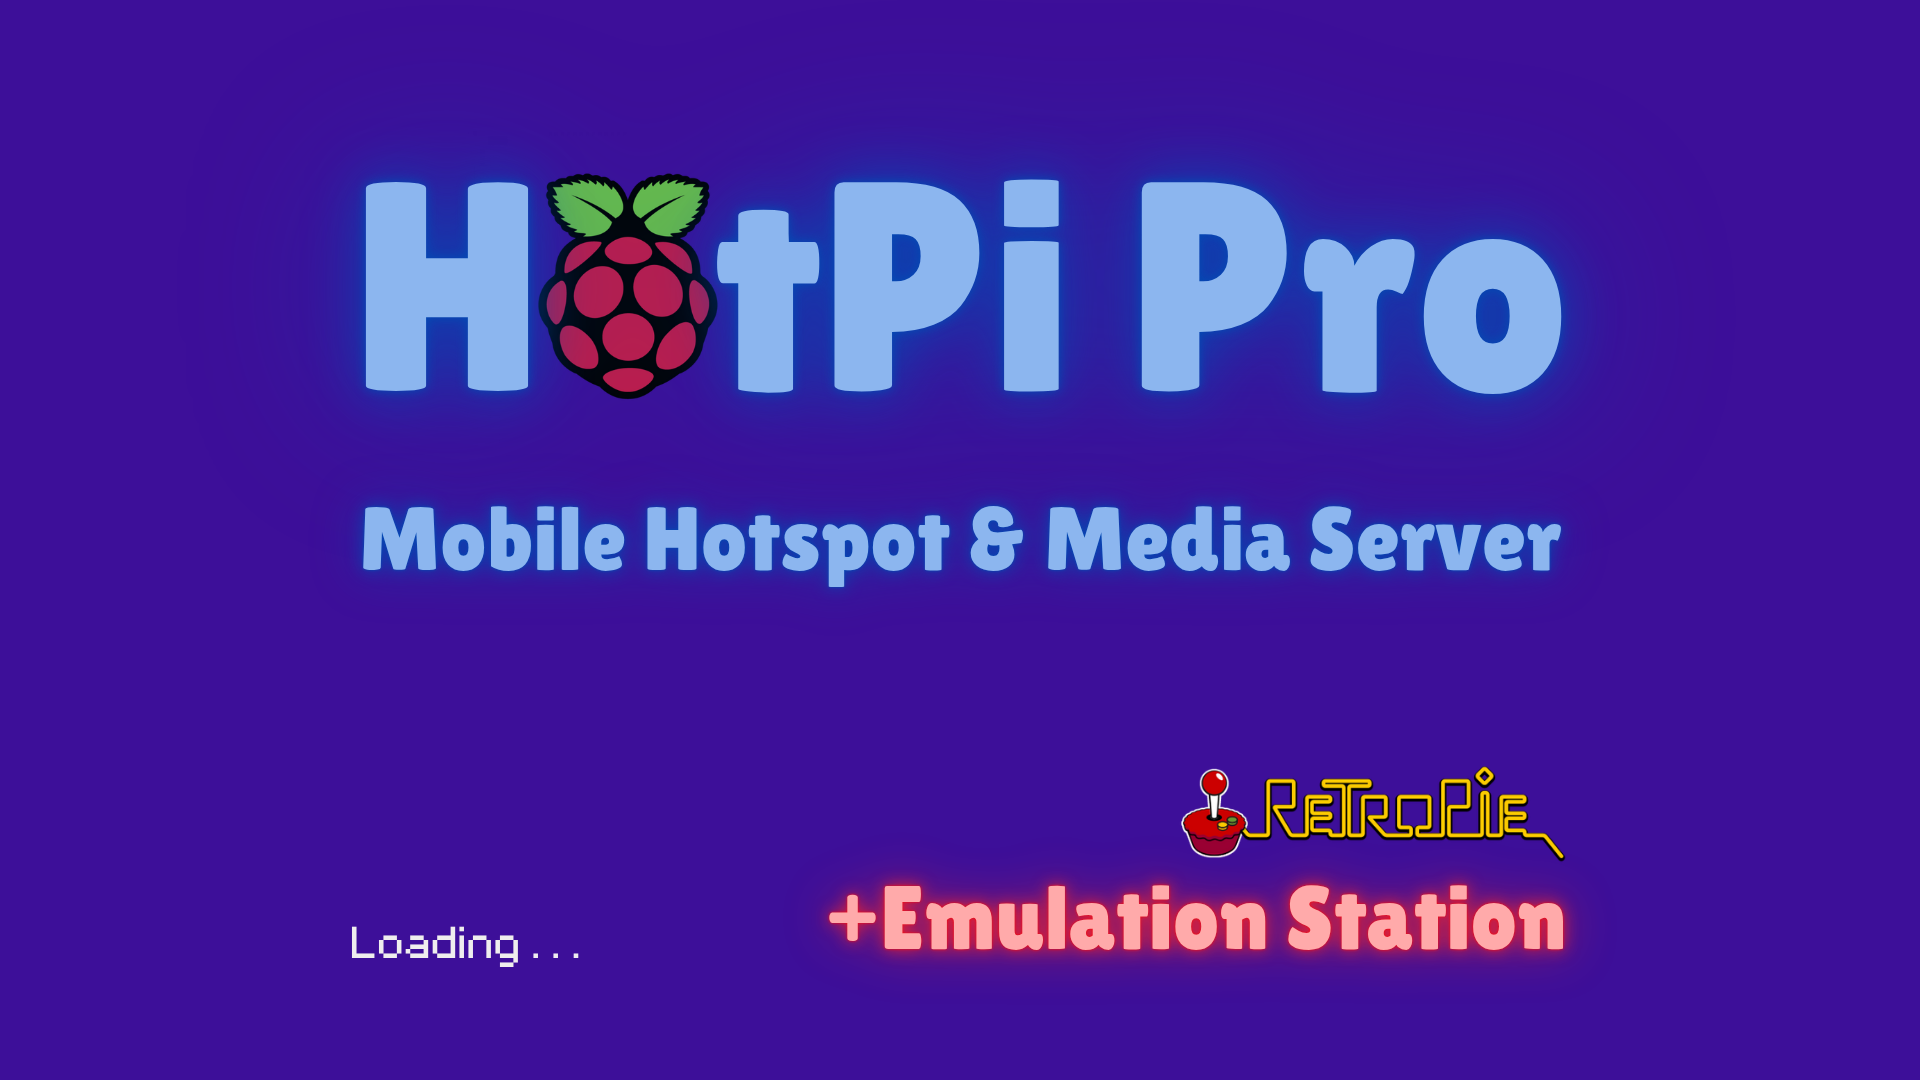 HotPi Pro
Mobile Hotspot & Media Server
RetroPie
+Emulation Station
Loading...